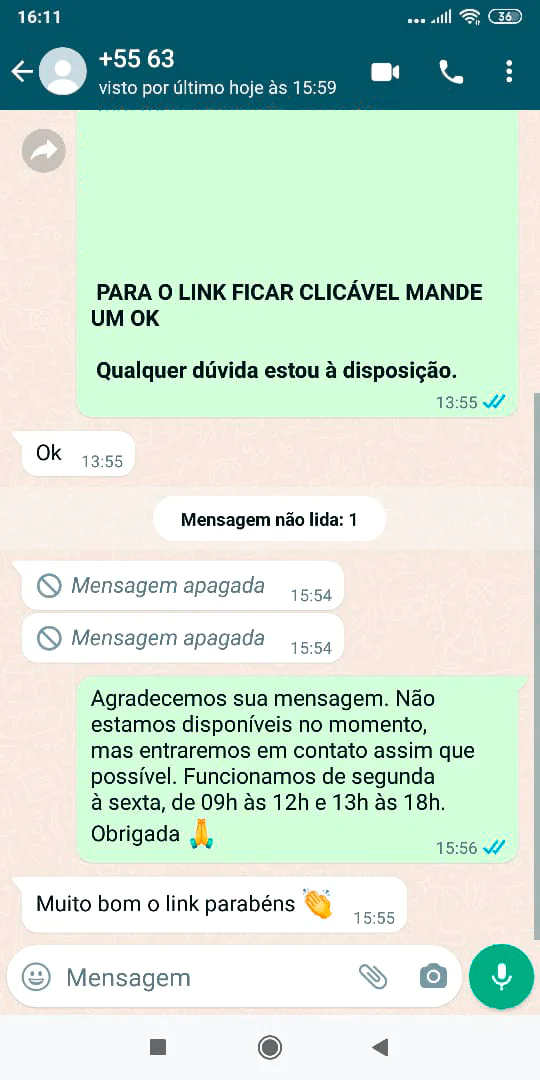 16:11
36
+55 63
visto por último hoje às 15:59
PARA O LINK FICAR CLICÁVEL MANDE
UM OK
Qualquer dúvida estou à disposição.
13:55
Ok
13:55
Mensagem não lida: 1
Mensagem apagada
15:54
Mensagem apagada
15:54
Agradecemos sua mensagem. Não
estamos disponíveis no momento,
mas entraremos em contato assim que
possível. Funcionamos de segunda
à sexta, de 09h às 12h e 13h às 18h.
Obrigada 🙏
15:56
Muito bom o link parabéns 👏
15:55
Mensagem